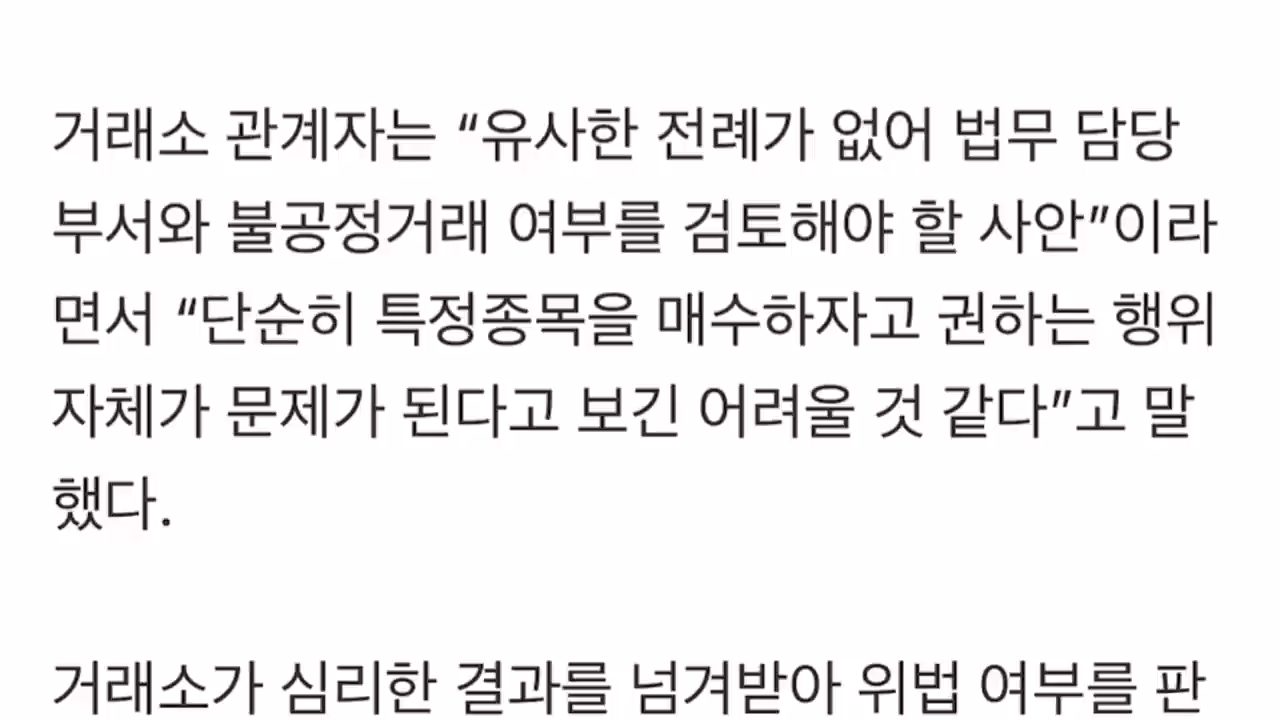 거래소 관계자는 “유사한 전례가 없어 법무 담당
부서와 불공정거래 여부를 검토해야 할 사안”이라
면서 “단순히 특정종목을 매수하자고 권하는 행위
자체가 문제가 된다고 보긴 어려울 것 같다”고 말
했다.
거래소가 심리한 결과를 넘겨받아 위법 여부를 판